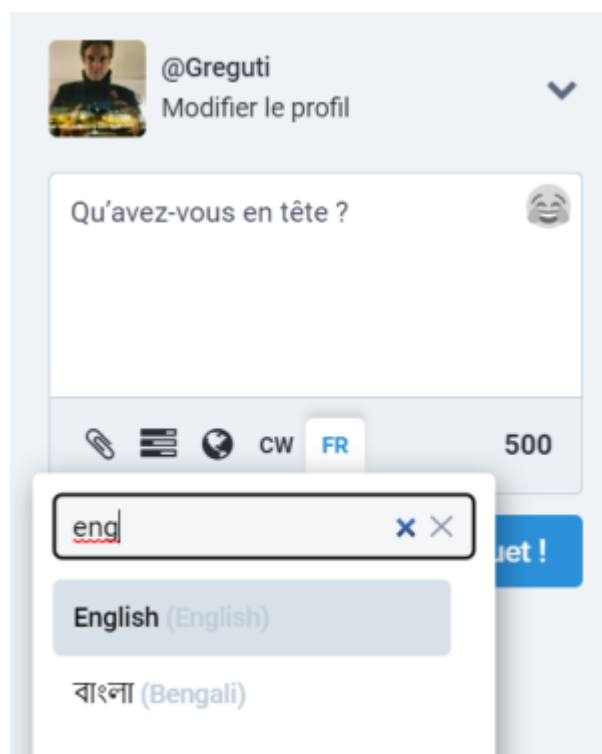 @Greguti
Modifier le profil
Qu’avez-vous en tête ?
CW FR 500
eng
uet !
English (English)
বাংলা (Bengali)